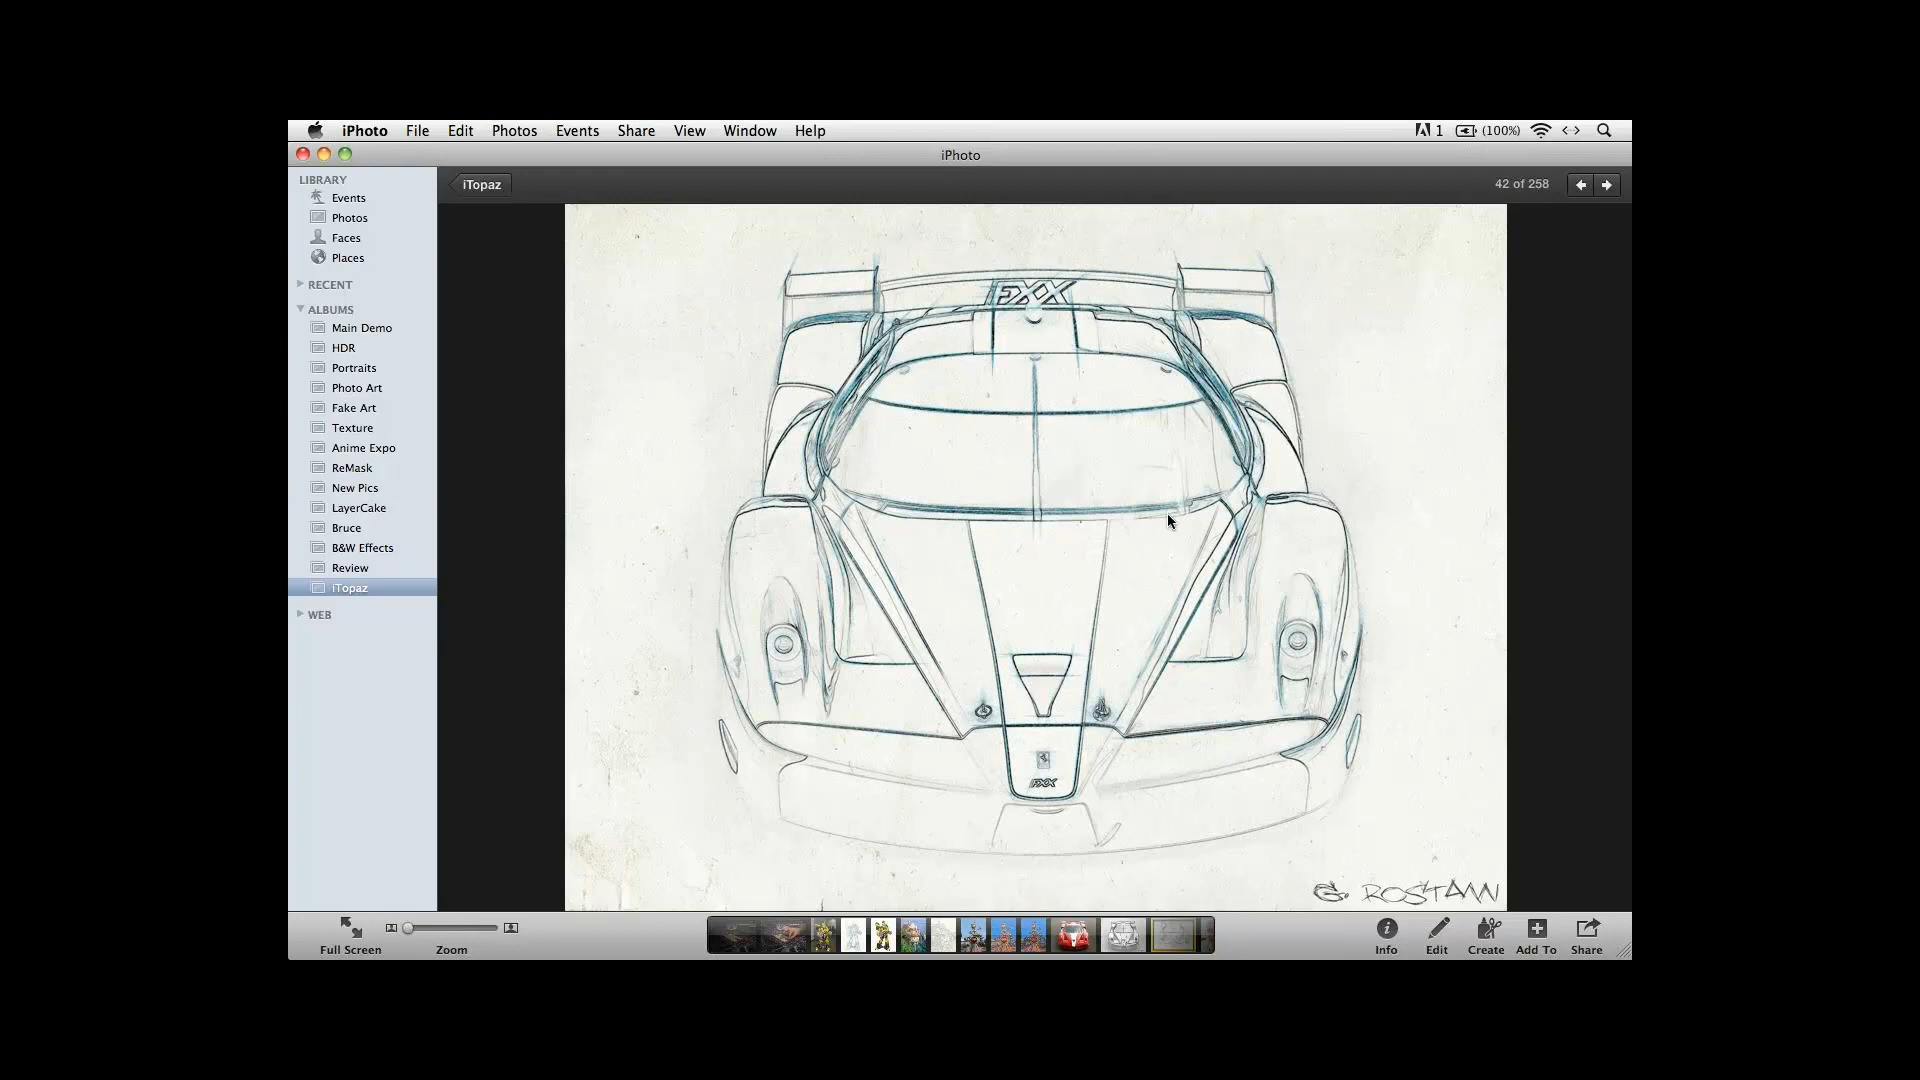 iPhoto File Edit Photos Events Share View Window Help
1 (100%)
iPhoto
LIBRARY
Events
Photos
Faces
Places
RECENT
ALBUMS
Main Demo
HDR
Portraits
Photo Art
Fake Art
Texture
Anime Expo
ReMask
New Pics
LayerCake
Bruce
B&W Effects
Review
iTopaz
WEB
iTopaz
42 of 258
FXX
FXX
G. ROSTANN
Full Screen
Zoom
Info
Edit
Create
Add To
Share